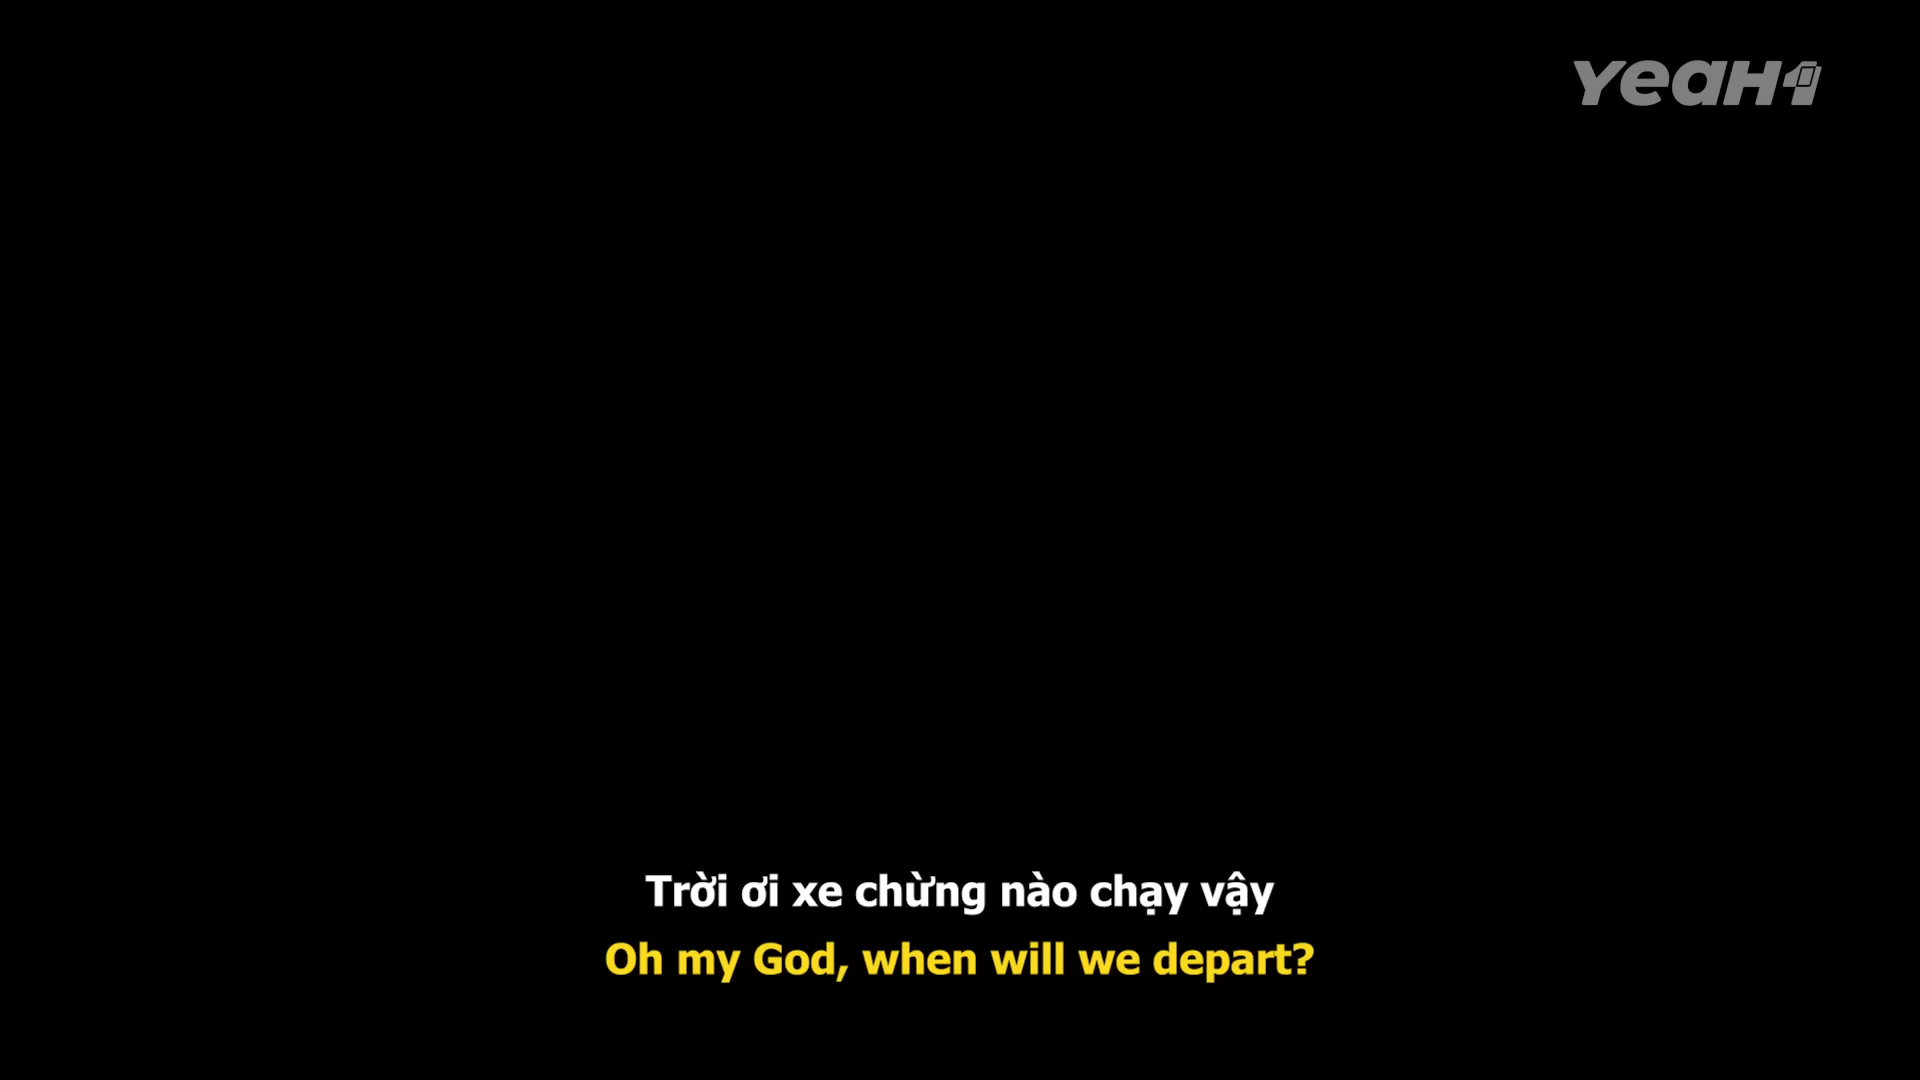 YEAH1
Trời ơi xe chừng nào chạy vậy
Oh my God, when will we depart?